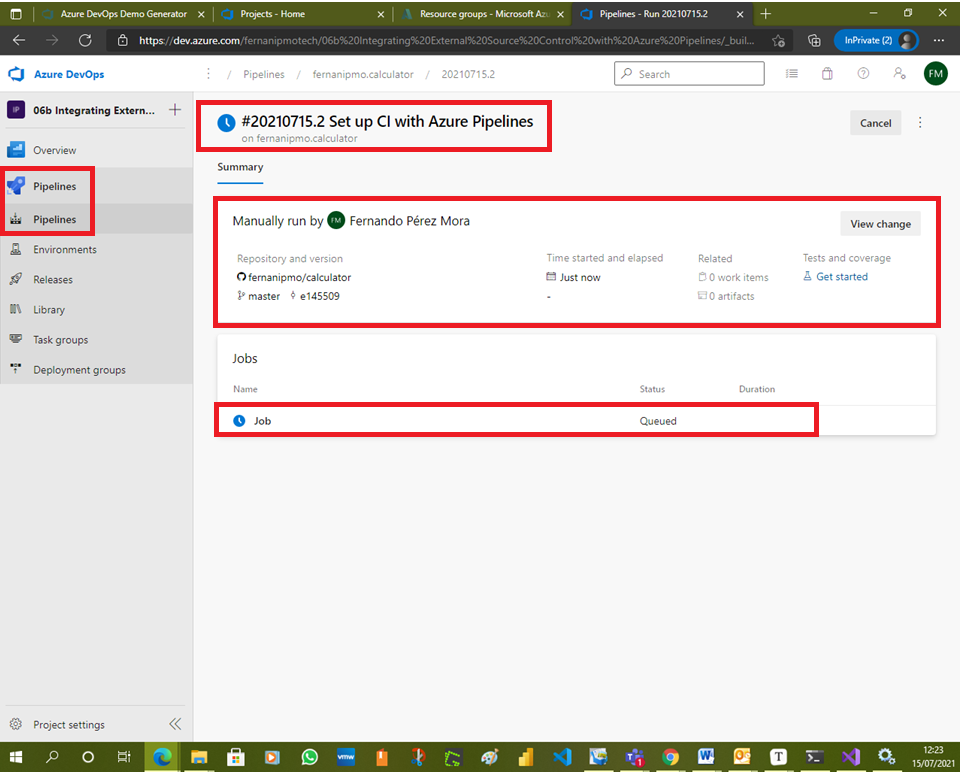 Azure DevOps Demo Generator
Projects - Home
Resource groups - Microsoft Az
Pipelines - Run 20210715.2
https://dev.azure.com/fernanipmotech/06b%20Integrating%20External%20Source%20Control%20with%20Azure%20Pipelines/_buil...
InPrivate (2)
Azure DevOps
/ Pipelines / fernanipmo.calculator / 20210715.2
Search
FM
IP
06b Integrating Extern...
Overview
Pipelines
Pipelines
Environments
Releases
Library
Task groups
Deployment groups
Project settings
#20210715.2 Set up CI with Azure Pipelines
on fernanipmo.calculator
Cancel
Summary
Manually run by FM Fernando Pérez Mora
View change
Repository and version
Time started and elapsed
Related
Tests and coverage
fernanipmo/calculator
Just now
0 work items
Get started
master e145509
-
0 artifacts
Jobs
Name Status Duration
Job Queued
12:23
15/07/2021